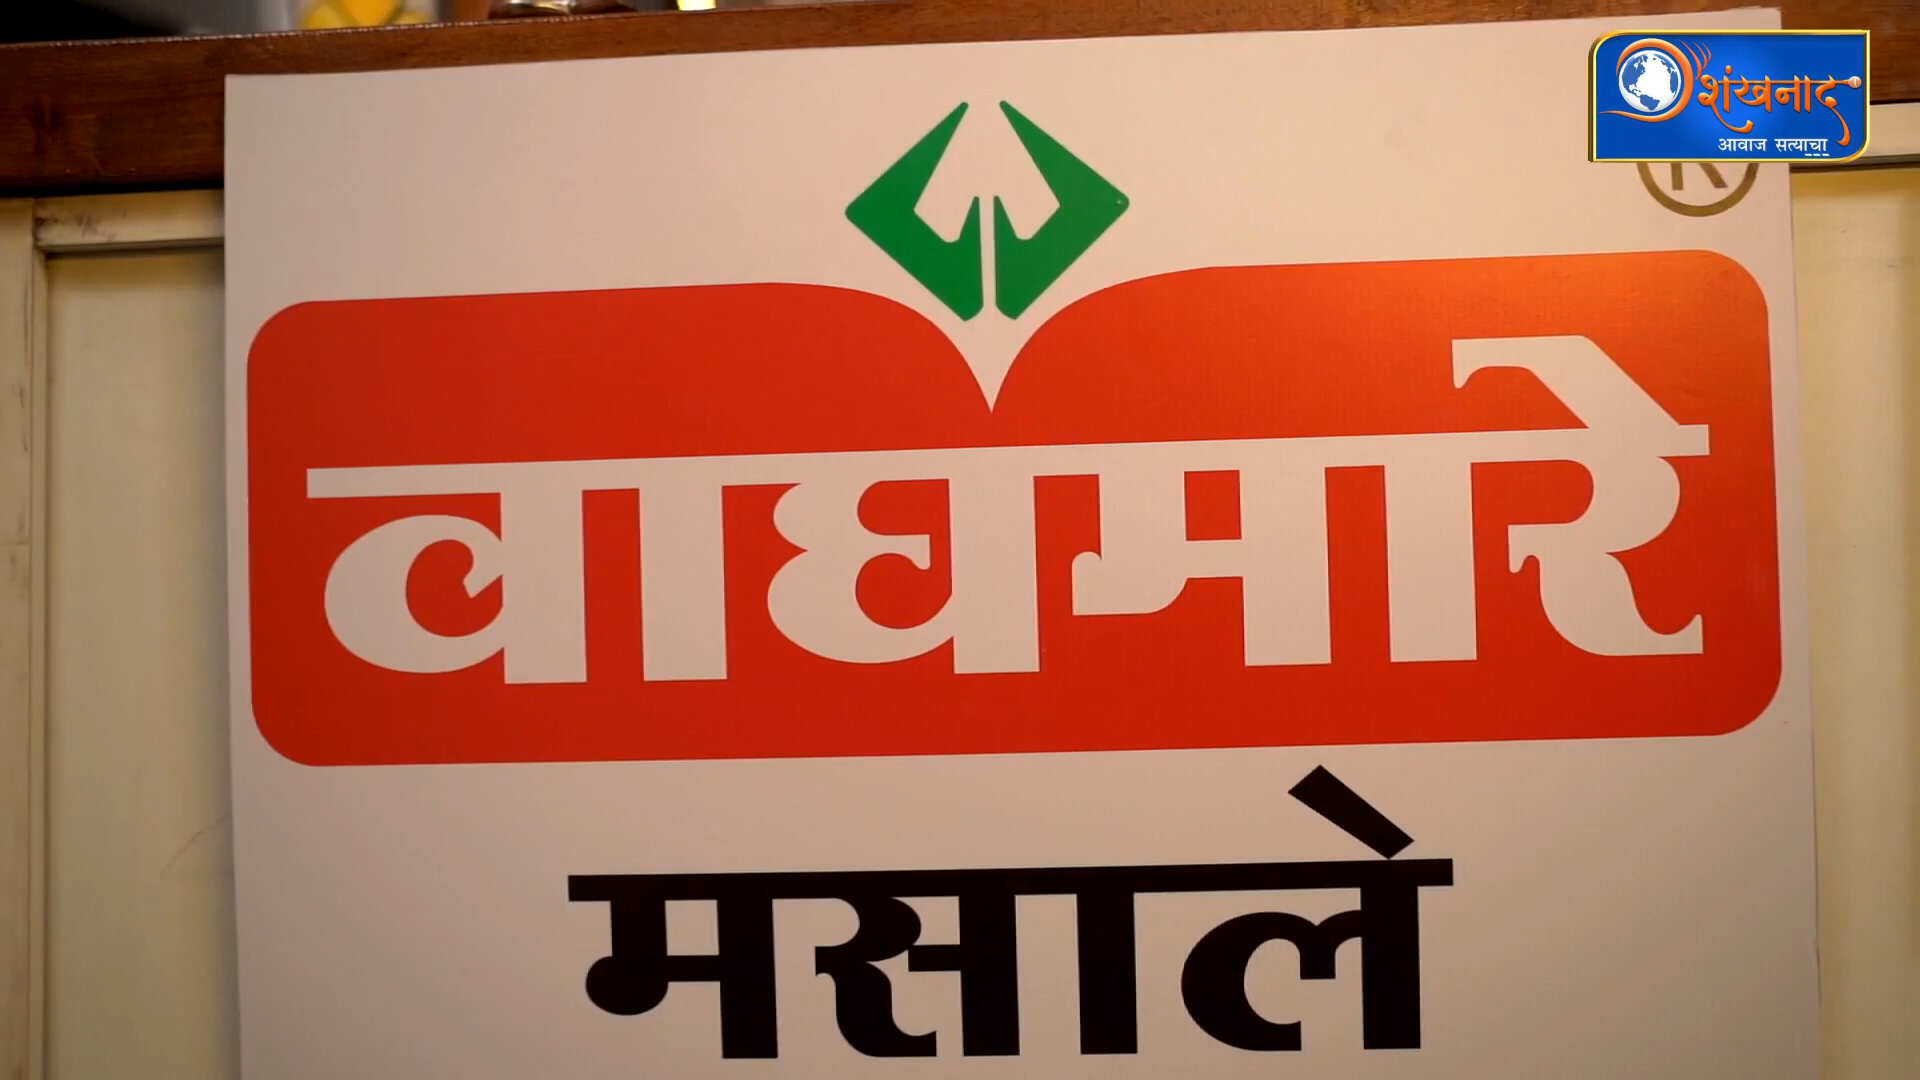 शंखनाद
आवाज सत्याचा
R
वाघमारे
मसाले